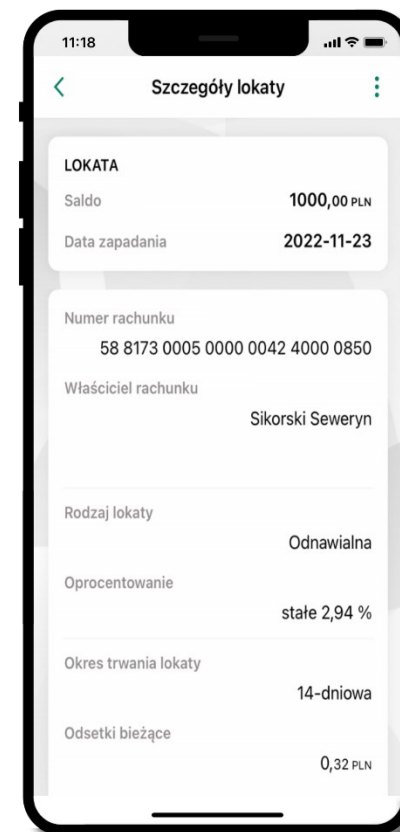 11:18
Szczegóły lokaty
LOKATA
Saldo 1000,00 PLN
Data zapadania 2022-11-23
Numer rachunku
58 8173 0005 0000 0042 4000 0850
Właściciel rachunku
Sikorski Seweryn
Rodzaj lokaty
Odnawialna
Oprocentowanie
stałe 2,94 %
Okres trwania lokaty
14-dniowa
Odsetki bieżące
0,32 PLN